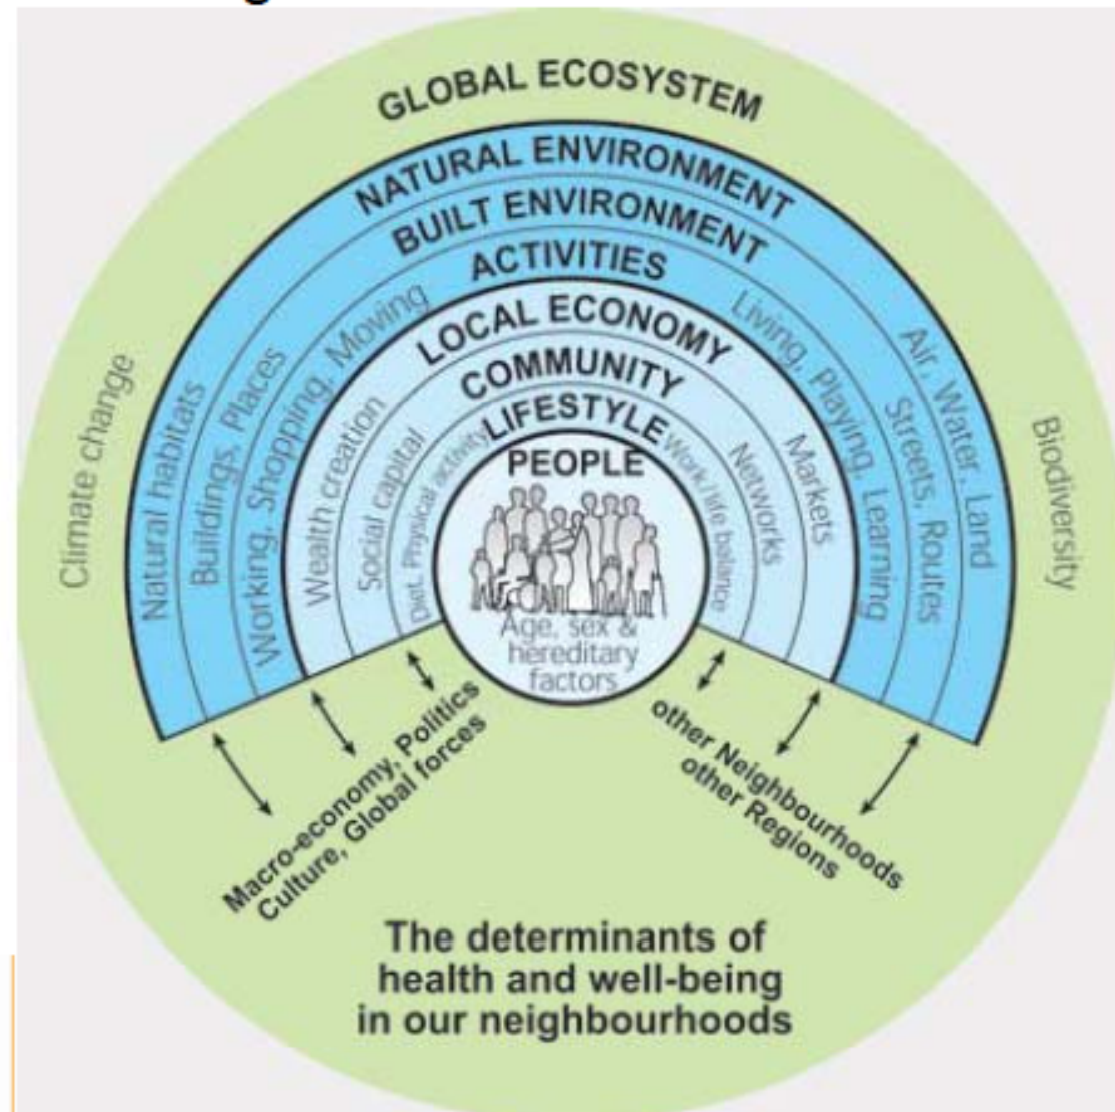 GLOBAL ECOSYSTEM
NATURAL ENVIRONMENT
BUILT ENVIRONMENT
ACTIVITIES
LOCAL ECONOMY
COMMUNITY
LIFESTYLE
PEOPLE
Age, sex &
hereditary
factors
Climate change
Biodiversity
Natural habitats
Air, Water, Land
Buildings, Places
Streets, Routes
Working, Shopping, Moving
Living, Playing, Learning
Wealth creation
Markets
Social capital
Networks
Diet. Physical activity
Work/life balance
Macro-economy, Politics
Culture, Global forces
other Neighbourhoods
other Regions
The determinants of
health and well-being
in our neighbourhoods